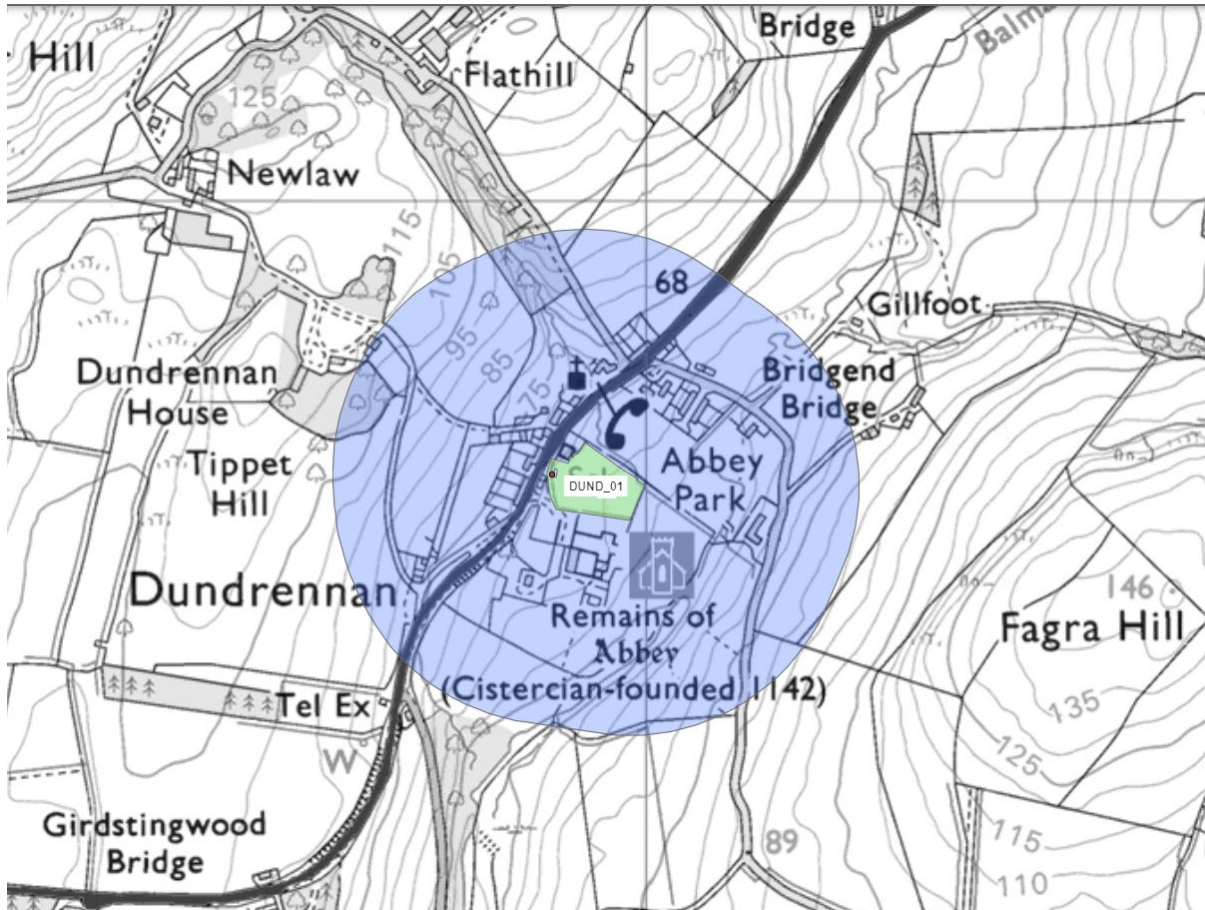 Bridge
Balma
Hill
125
Flathill
Newlaw
115
105
95
85
75
68
Gillfoot
Dundrennan
House
Bridgend
Bridge
Tippet
Hill
Abbey
Park
DUND_01
Dundrennan
Remains of
Abbey
(Cistercian-founded 1142)
146
Fagra Hill
Tel Ex
W
135
125
115
110
Girdstingwood
Bridge
89